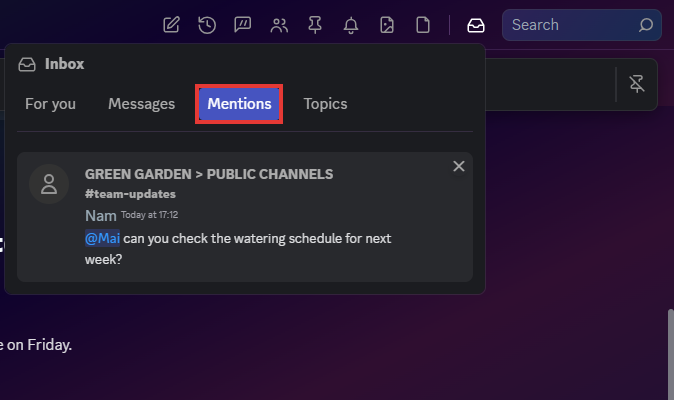 Search
Inbox
For you
Messages
Mentions
Topics
GREEN GARDEN > PUBLIC CHANNELS
#team-updates
Nam Today at 17:12
@Mai can you check the watering schedule for next
week?
on Friday.